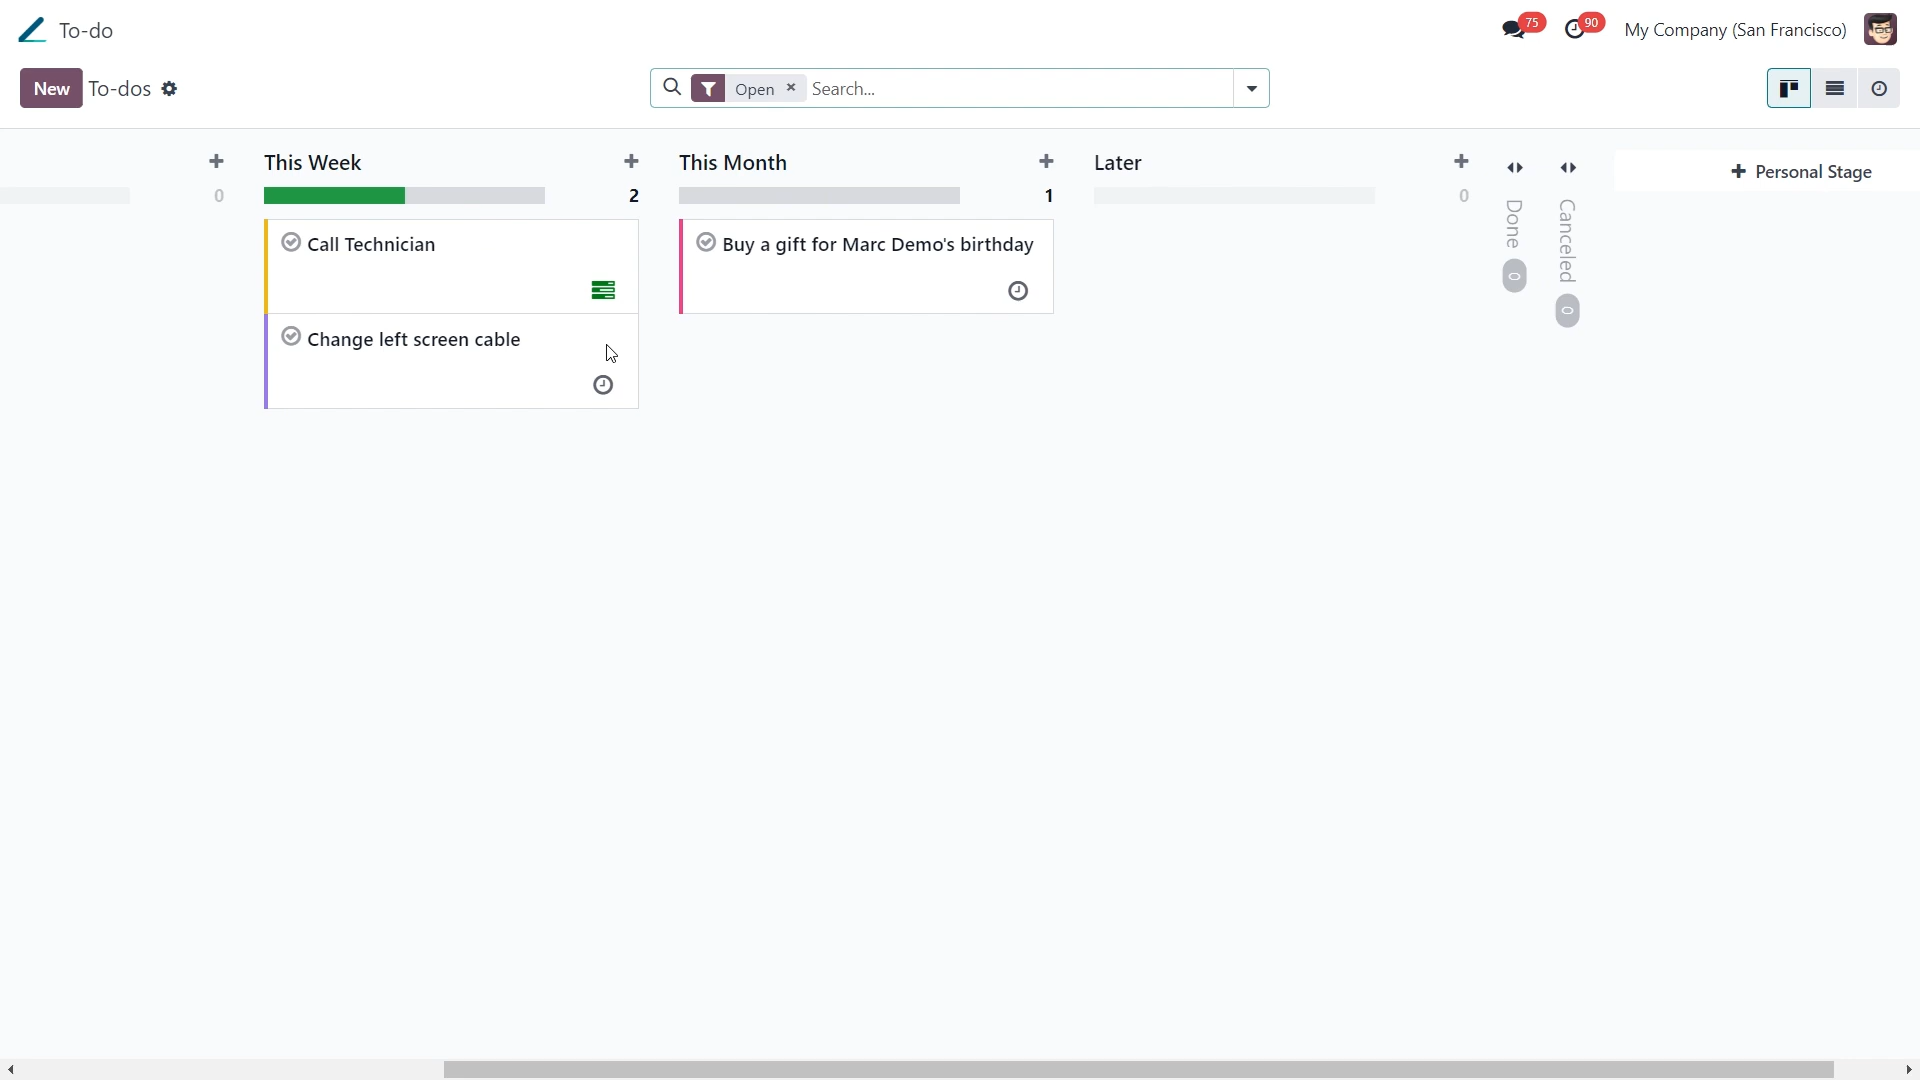 To-do
75
90
My Company (San Francisco)
New
To-dos
Open
Search...
0
This Week
2
Call Technician
Change left screen cable
This Month
1
Buy a gift for Marc Demo's birthday
Later
0
Done
0
Canceled
0
Personal Stage